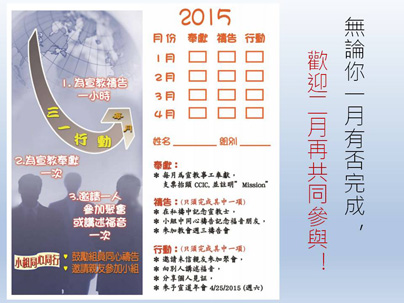 1.為宣教禱告
一小時
三一行動
每月
2.為宣教奉獻
一次
3.邀請一人
參加聚會
或講述福音
一次
小組同心同行
鼓勵組員同心禱告
邀請親友參加小組
2015
月份 奉獻 禱告 行動
1月
2月
3月
4月
姓名 組別
奉獻：
* 每月為宣教事工奉獻，
支票抬頭 CCIC, 並註明" Mission"
禱告：(只須完成其中一項)
* 在私禱中記念宣教士，
* 小組中同心禱告記念福音朋友，
* 參加教會週三禱告會
行動：(只須完成其中一項)
* 邀請未信親友參加聚會，
* 向別人講述福音，
* 分享個人見証，
* 來予宣道年會 4/25/2015 (週六)
無論你一月有否完成，
歡迎二月再共同參與！